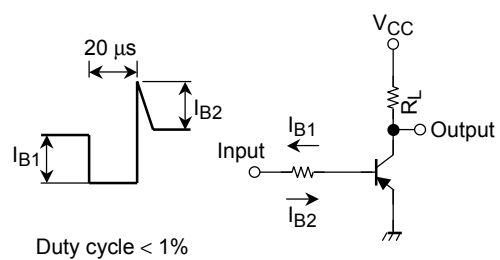 20 μs
I_B1
I_B2
Duty cycle < 1%
V_CC
R_L
Output
I_B1
Input
I_B2